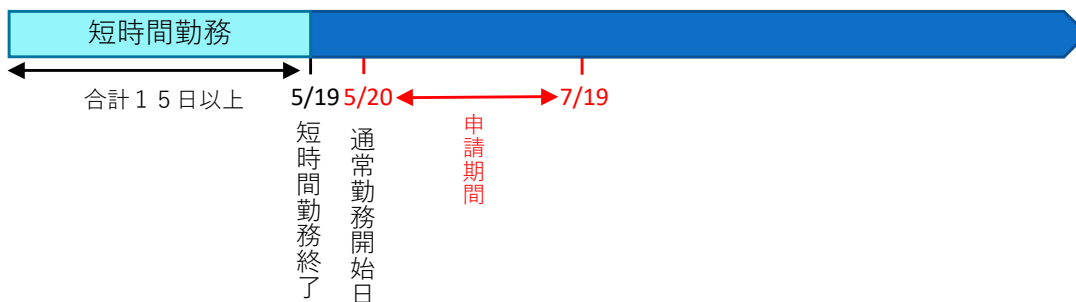 短時間勤務
合計１５日以上
5/19
5/20
7/19
短時間勤務終了
通常勤務開始日
申請期間